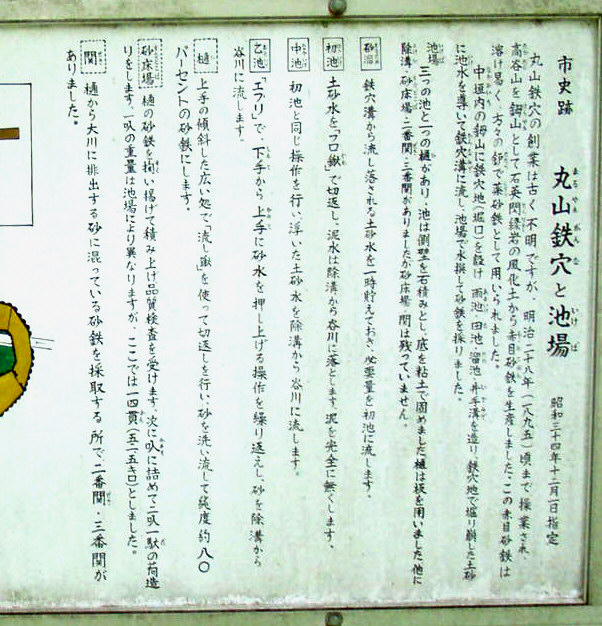 市史跡 丸山鉄穴と池場 昭和三十四年十二月一日指定
まるやまかんなといけば
丸山鉄穴の創業は古く不明ですが、明治二十八年(一八九五)頃まで操業され、
高谷山を鈩山として石英閃緑岩の風化土から赤目砂鉄を生産しました、この赤目砂鉄は
溶け易く、方々の鈩で薬砂鉄として用いられました。
中垣内の鈩山に鉄穴地(堀口)を設け 雨池、田池、溜池、井手溝を造り、鉄穴地で堀り崩した土砂
に池水を導いて鉄穴溝に流し、池場で水撰して砂鉄を採りました。
池場
三つの池と一つの樋があり、池は側壁を石積みとし、底を粘土で固めました樋は板を用いました他に
除溝、砂床場、二番関、三番関がありましたが砂床場、関は残っていません。
砂溜 鉄穴溝から流し落される土砂水を一時貯えておき、必要量を初池に流します。
初池 土砂水を「フロ鍬」で切返し、泥水は除溝から谷川に落とします、泥を完全に無くします、
中池 初池と同じ操作を行い、浮いた土砂水を除溝から谷川に流します。
乙池 「エブリ」で、下手から上手に砂水を押し上げる操作を繰り返えし、砂を除溝から
谷川に流します。
樋 上手の傾斜した広い処で「流し鍬」を使って切返しを行い、砂を洗い流して純度約八〇
パーセントの砂鉄にします。
砂床場 樋の砂鉄を掬い揚げて積み上げ品質検査を受けます、次に叺に詰めて二叺一駄の荷造
りをします。一叺の重量は池場により異なりますが、ここでは一四貫(五二・五キロ)としました。
関 樋から大川に排出する砂に混っている砂鉄を採取する所で、二番関・三番関が
ありました。